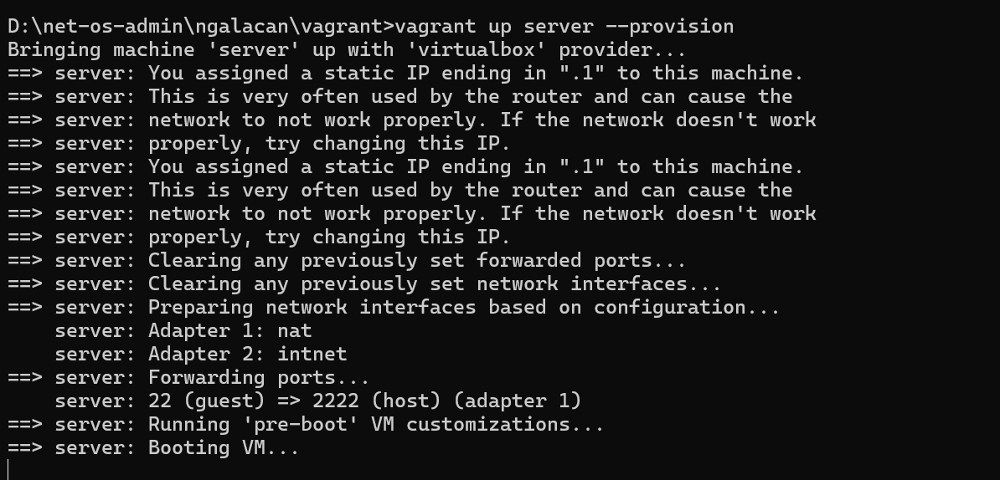 D:\net-os-admin\ngalacan\vagrant>vagrant up server --provision
Bringing machine 'server' up with 'virtualbox' provider...
==> server: You assigned a static IP ending in ".1" to this machine.
==> server: This is very often used by the router and can cause the
==> server: network to not work properly. If the network doesn't work
==> server: properly, try changing this IP.
==> server: You assigned a static IP ending in ".1" to this machine.
==> server: This is very often used by the router and can cause the
==> server: network to not work properly. If the network doesn't work
==> server: properly, try changing this IP.
==> server: Clearing any previously set forwarded ports...
==> server: Clearing any previously set network interfaces...
==> server: Preparing network interfaces based on configuration...
    server: Adapter 1: nat
    server: Adapter 2: intnet
==> server: Forwarding ports...
    server: 22 (guest) => 2222 (host) (adapter 1)
==> server: Running 'pre-boot' VM customizations...
==> server: Booting VM...